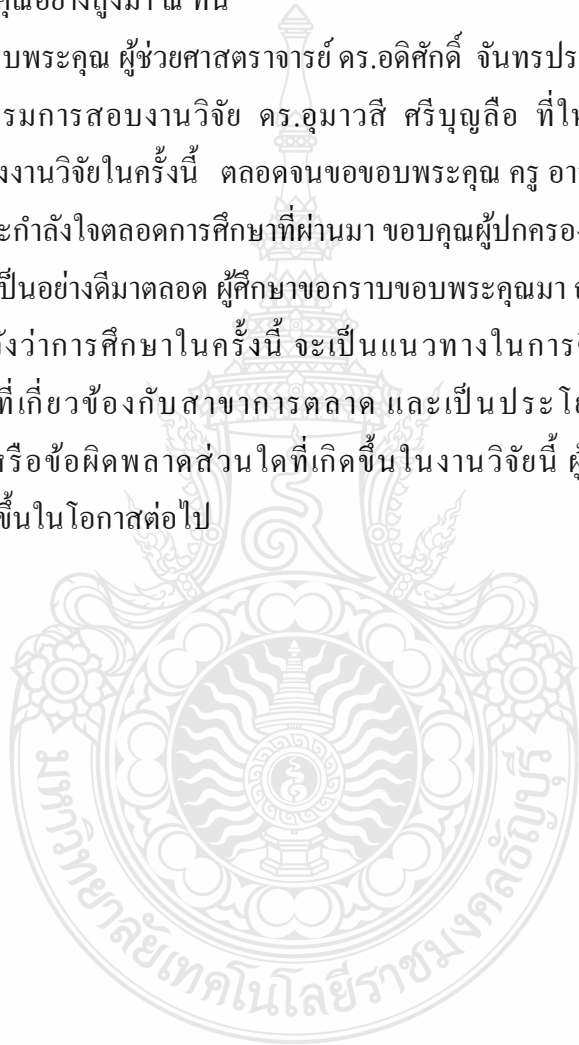 คุณอย่างสูงมา ณ ที่นี้
บพระคุณ ผู้ช่วยศาสตราจารย์ ดร.อดิศักดิ์ จันทรประ
รมการสอบงานวิจัย ดร.อุมาวสี ศรีบุญลือ ที่ให
งงานวิจัยในครั้งนี้ ตลอดจนขอขอบพระคุณ ครู อา
ะกำลังใจตลอดการศึกษาที่ผ่านมา ขอบคุณผู้ปกครอง
เป็นอย่างดีมาตลอด ผู้ศึกษาขอกราบขอบพระคุณมา ณ
ังว่าการศึกษาในครั้งนี้ จะเป็นแนวทางในการศ
ที่เกี่ยวข้องกับสาขาการตลาด และเป็นประโย
หรือข้อผิดพลาดส่วนใดที่เกิดขึ้นในงานวิจัยนี้ ผู
ขึ้นในโอกาสต่อไป
มหาวิทยาลัยเทคโนโลยีราชมงคลธัญบุรี